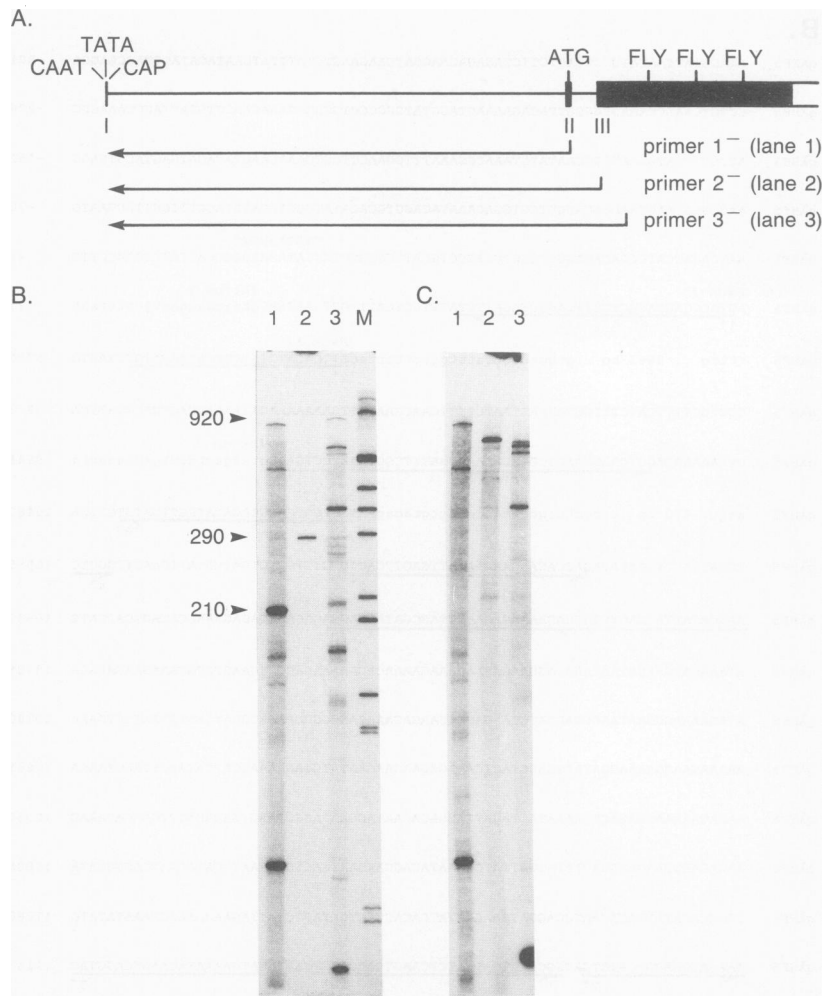 A.
TATA
CAAT CAP
ATG FLY FLY FLY
I II III
primer 1⁻ (lane 1)
primer 2⁻ (lane 2)
primer 3⁻ (lane 3)
B.
1 2 3 M
920
290
210
C.
1 2 3